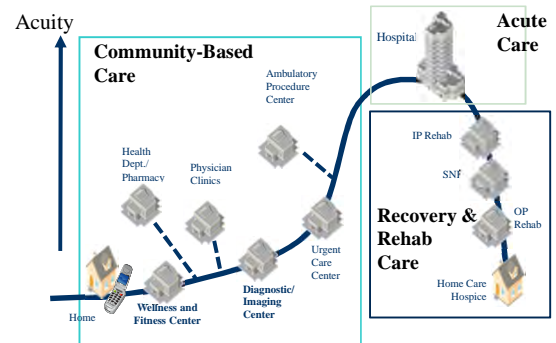 Acuity
Community-Based
Care
Hospital
Acute
Care
Ambulatory
Procedure
Center
Health
Dept./
Pharmacy
Physician
Clinics
IP Rehab
SNF
Recovery &
Rehab
Care
OP
Rehab
Urgent
Care
Center
Diagnostic/
Imaging
Center
Home Care
Hospice
Home
Wellness and
Fitness Center